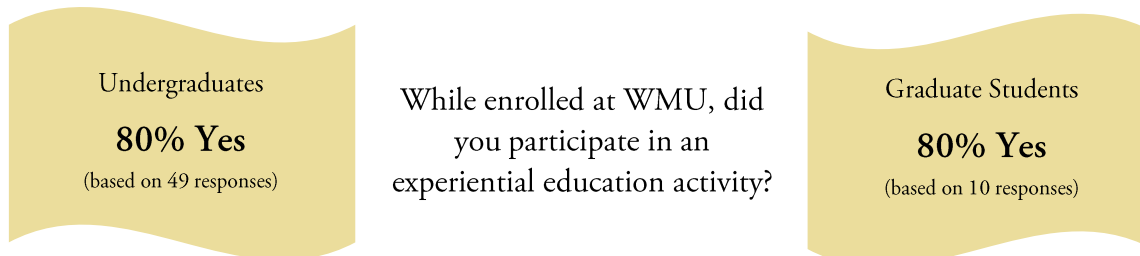 Undergraduates
80% Yes
(based on 49 responses)
While enrolled at WMU, did
you participate in an
experiential education activity?
Graduate Students
80% Yes
(based on 10 responses)